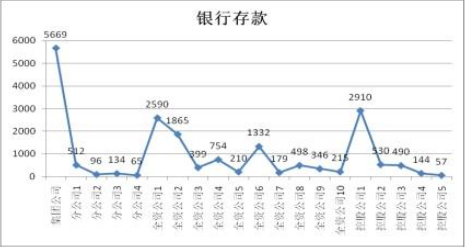 银行存款
6000
5000
4000
3000
2000
1000
0
5669
512
96
134
65
2590
1865
399
754
210
1332
179
498
346
215
2910
530
490
144
57
集团公司
分公司1
分公司2
分公司3
分公司4
全资公司1
全资公司2
全资公司3
全资公司4
全资公司5
全资公司6
全资公司7
全资公司8
全资公司9
全资公司10
控股公司1
控股公司2
控股公司3
控股公司4
控股公司5